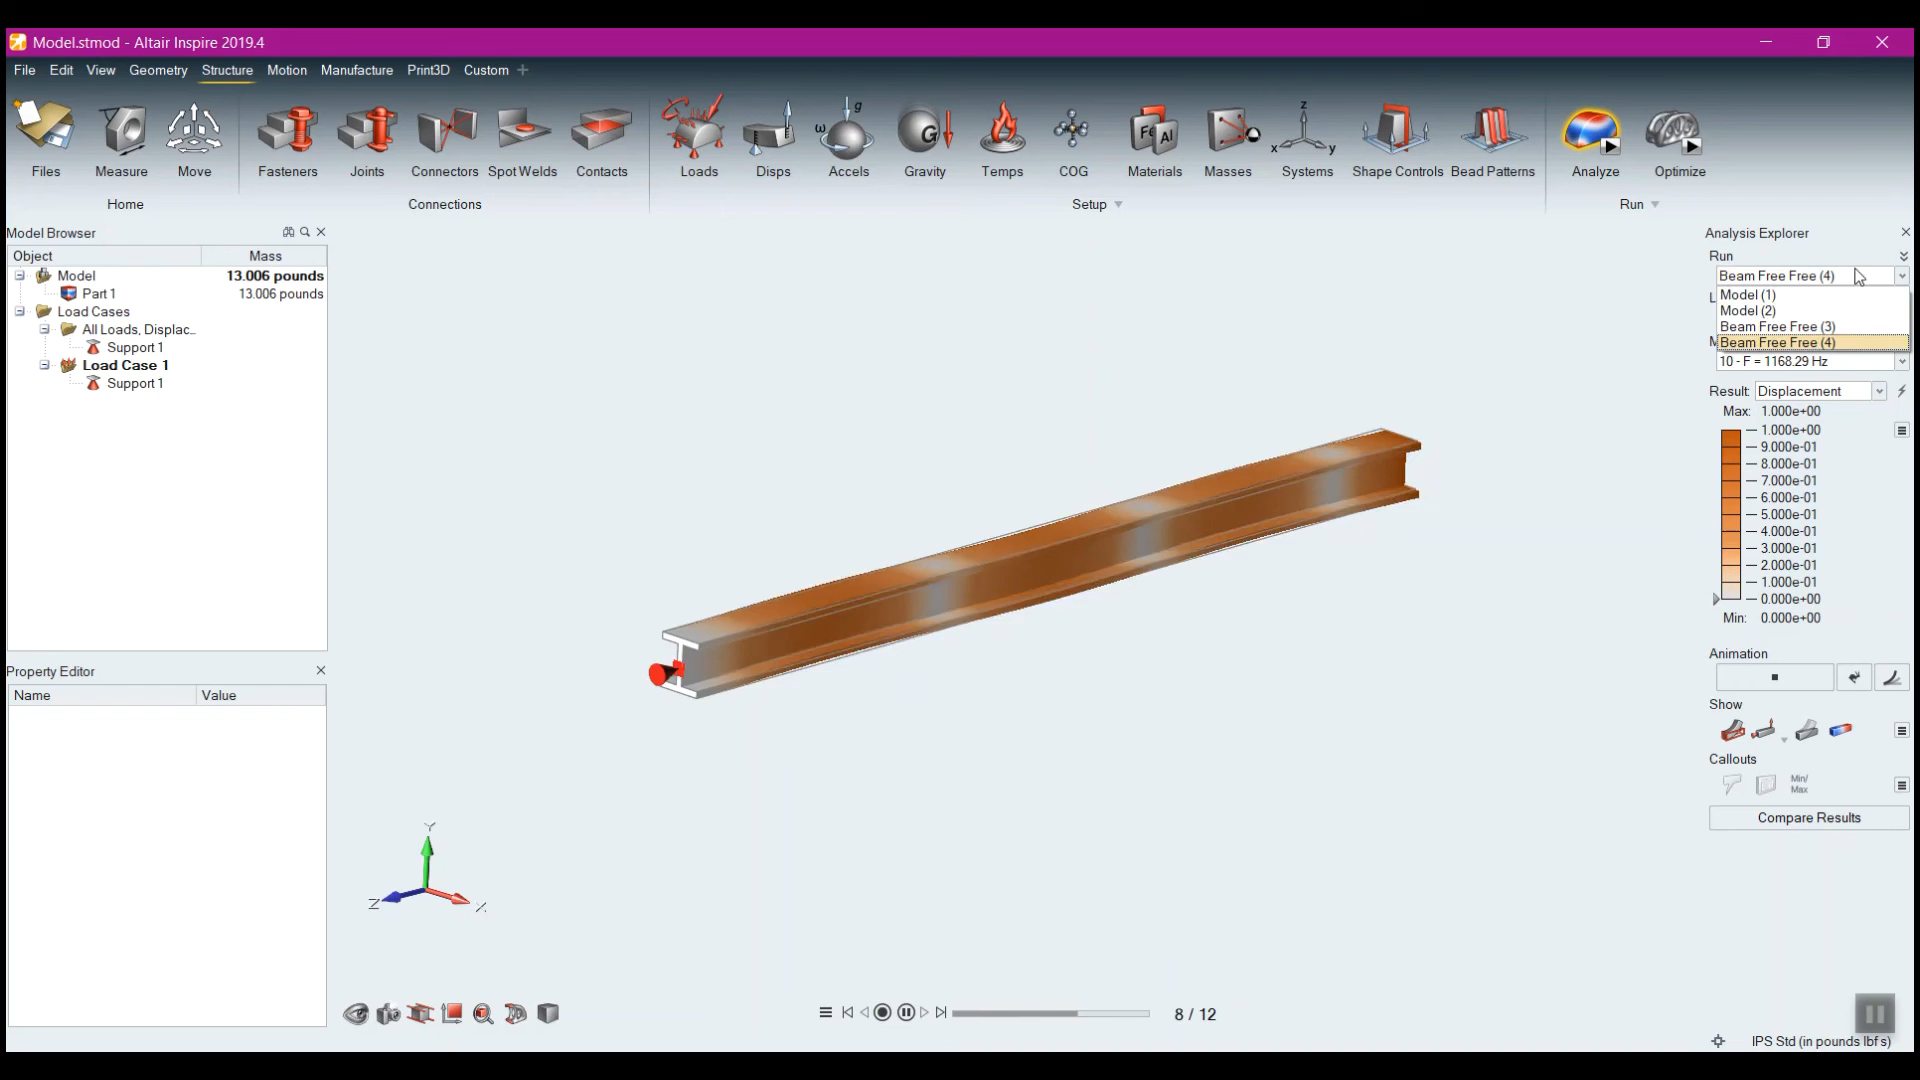 Model.stmod - Altair Inspire 2019.4
File Edit View Geometry Structure Motion Manufacture Print3D Custom
Files Measure Move Fasteners Joints Connectors Spot Welds Contacts Loads Disps Accels Gravity Temps COG Materials Masses Systems Shape Controls Bead Patterns Analyze Optimize
Home Connections Setup Run
Model Browser
Object Mass
Model 13.006 pounds
Part 1 13.006 pounds
Load Cases
All Loads, Displac...
Support 1
Load Case 1
Support 1
Property Editor
Name Value
Y
Z X
8 / 12
Analysis Explorer
Run
Beam Free Free (4)
Model (1)
Model (2)
Beam Free Free (3)
Beam Free Free (4)
10 - F = 1168.29 Hz
Result: Displacement
Max: 1.000e+00
1.000e+00
9.000e-01
8.000e-01
7.000e-01
6.000e-01
5.000e-01
4.000e-01
3.000e-01
2.000e-01
1.000e-01
0.000e+00
Min: 0.000e+00
Animation
Show
Callouts
Min/
Max
Compare Results
IPS Std (in pounds lbf s)